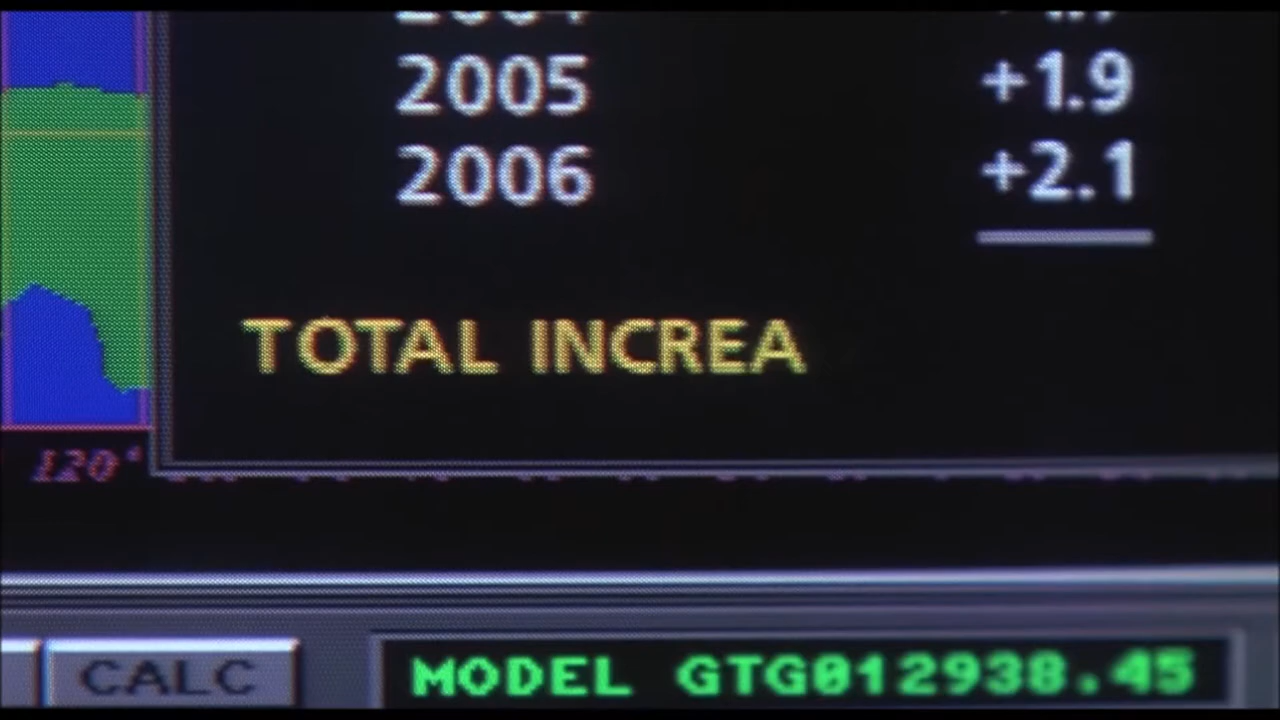 2005 +1.9
2006 +2.1
TOTAL INCREA
120°
CALC
MODEL GTG012938.45